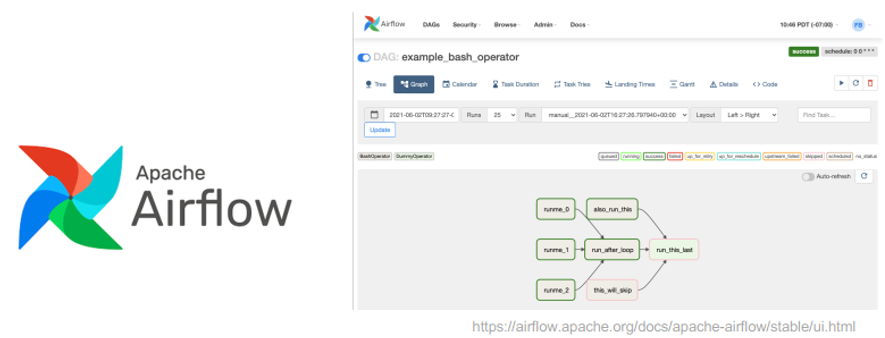 Apache
Airflow
Airflow DAGs Security Browse Admin Docs 10:46 PDT (-07:00) FB
DAG: example_bash_operator success schedule: 0 0 * * *
Tree Graph Calendar Task Duration Task Tries Landing Times Gantt Details Code
2021-06-02T09:27:27-0 Runs 25 Run manual__2021-06-02T16:27:26.797940+00:00 Layout Left > Right Find Task...
Update
BashOperator DummyOperator queued running success failed up_for_retry up_for_reschedule upstream_failed skipped scheduled no_status
Auto-refresh
runme_0 also_run_this
runme_1 run_after_loop run_this_last
runme_2 this_will_skip
https://airflow.apache.org/docs/apache-airflow/stable/ui.html